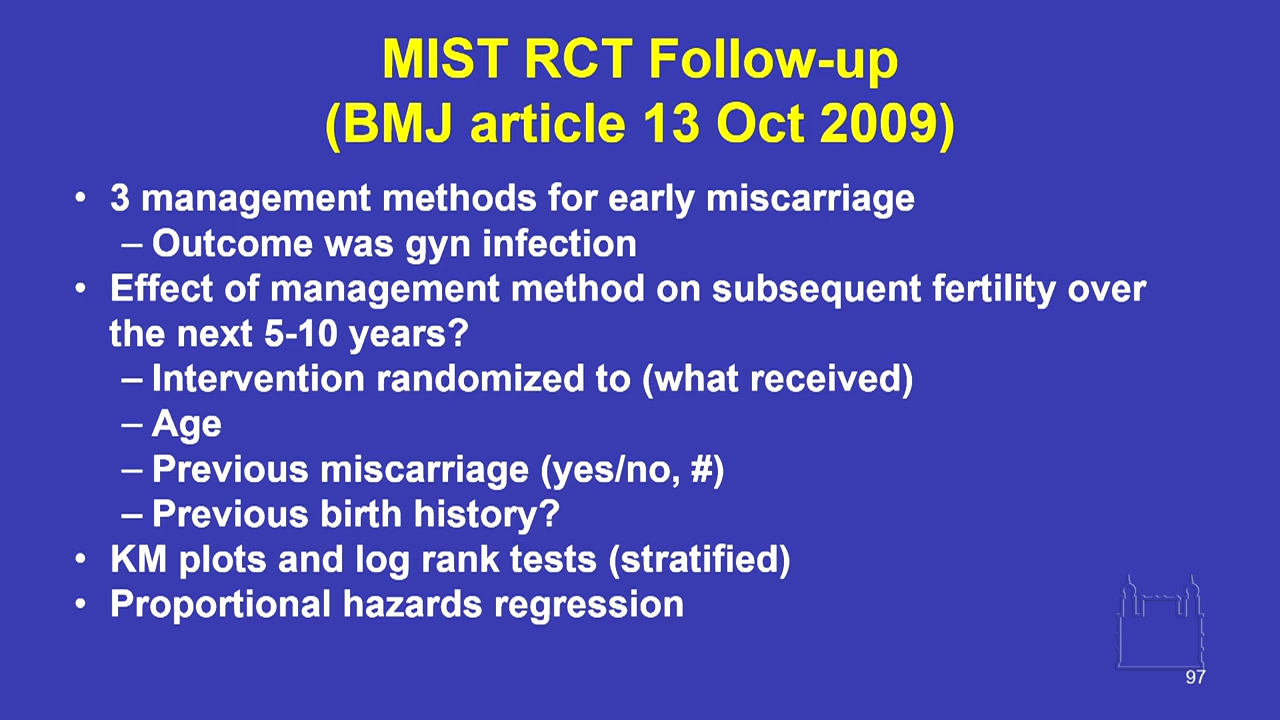 MIST RCT Follow-up
(BMJ article 13 Oct 2009)
• 3 management methods for early miscarriage
– Outcome was gyn infection
• Effect of management method on subsequent fertility over
the next 5-10 years?
– Intervention randomized to (what received)
– Age
– Previous miscarriage (yes/no, #)
– Previous birth history?
• KM plots and log rank tests (stratified)
• Proportional hazards regression
97